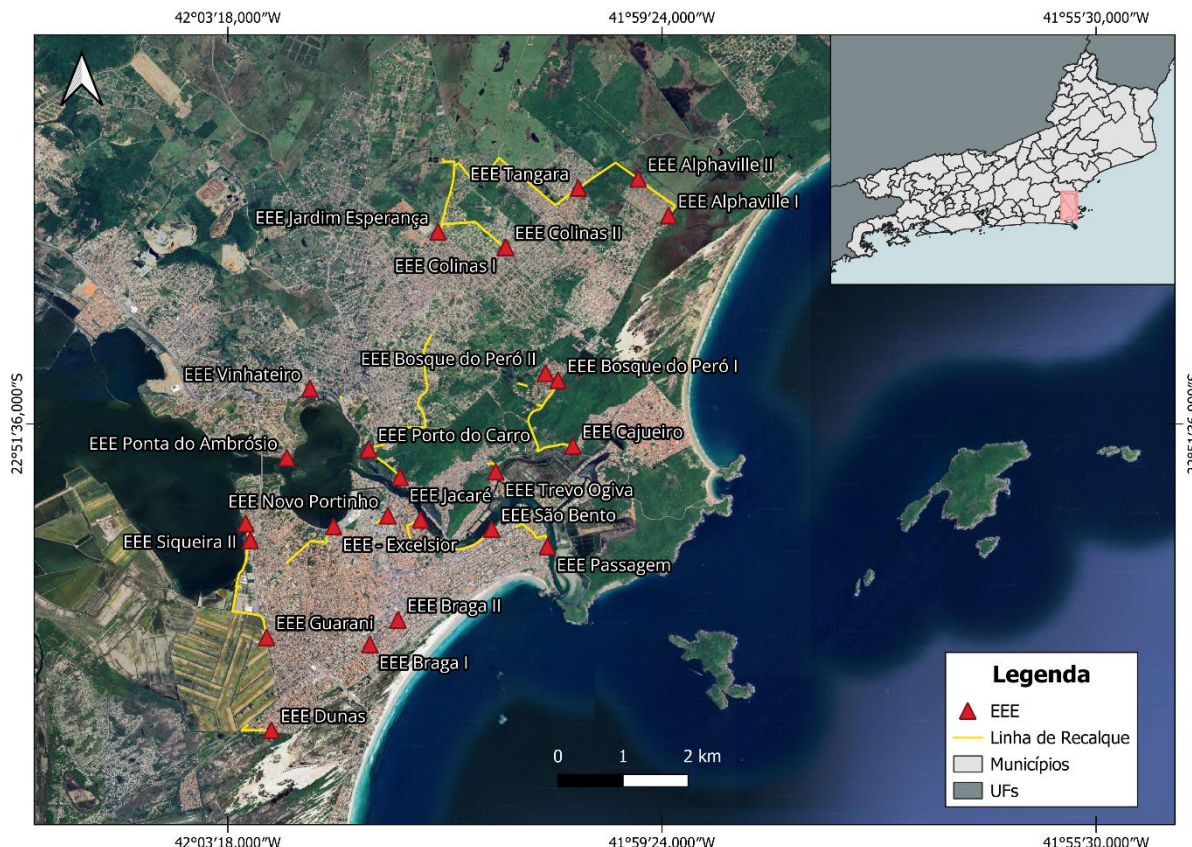 42°03′18,000″W
41°59′24,000″W
41°55′30,000″W
22°51′36,000″S
22°51′36,000″S
EEE Tangara
EEE Alphaville II
EEE Alphaville I
EEE Jardim Esperança
EEE Colinas II
EEE Colinas I
EEE Bosque do Peró II
EEE Bosque do Peró I
EEE Vinhateiro
EEE Porto do Carro
EEE Cajueiro
EEE Ponta do Ambrósio
EEE Jacaré
EEE Trevo Ogiva
EEE Novo Portinho
EEE São Bento
EEE Siqueira II
EEE - Excelsior
EEE Passagem
EEE Braga II
EEE Guarani
EEE Braga I
EEE Dunas
0 1 2 km
Legenda
EEE
Linha de Recalque
Municípios
UFs
42°03′18,000″W
41°59′24,000″W
41°55′30,000″W